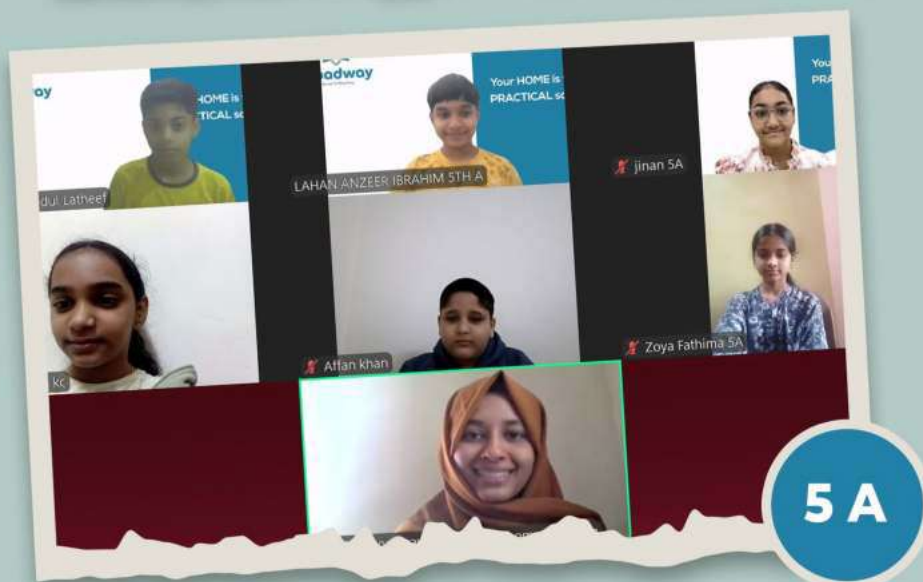 HOME is
TICAL sc
adway
Your HOME is
PRACTICAL sc
You
PRA
dul Latheef
LAHAN ANZEER IBRAHIM 5TH A
jinan 5A
kc
Affan khan
Zoya Fathima 5A
5 A